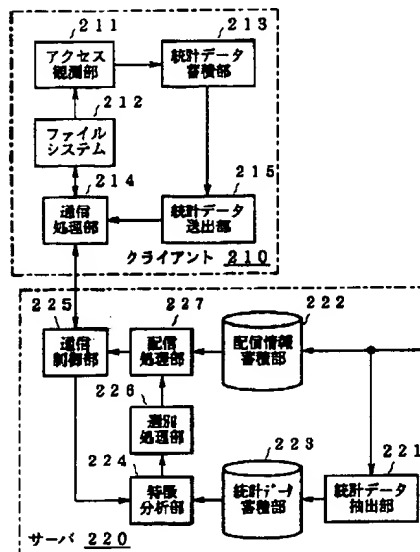 211
アクセス
観測部
213
統計データ
蓄積部
212
ファイル
システム
214
通信
処理部
215
統計データ
送出部
クライアント 210
225
通信
制御部
227
配信
処理部
222
配信情報
蓄積部
226
選別
処理部
224
特徴
分析部
223
統計データ
蓄積部
221
統計データ
抽出部
サーバ 220